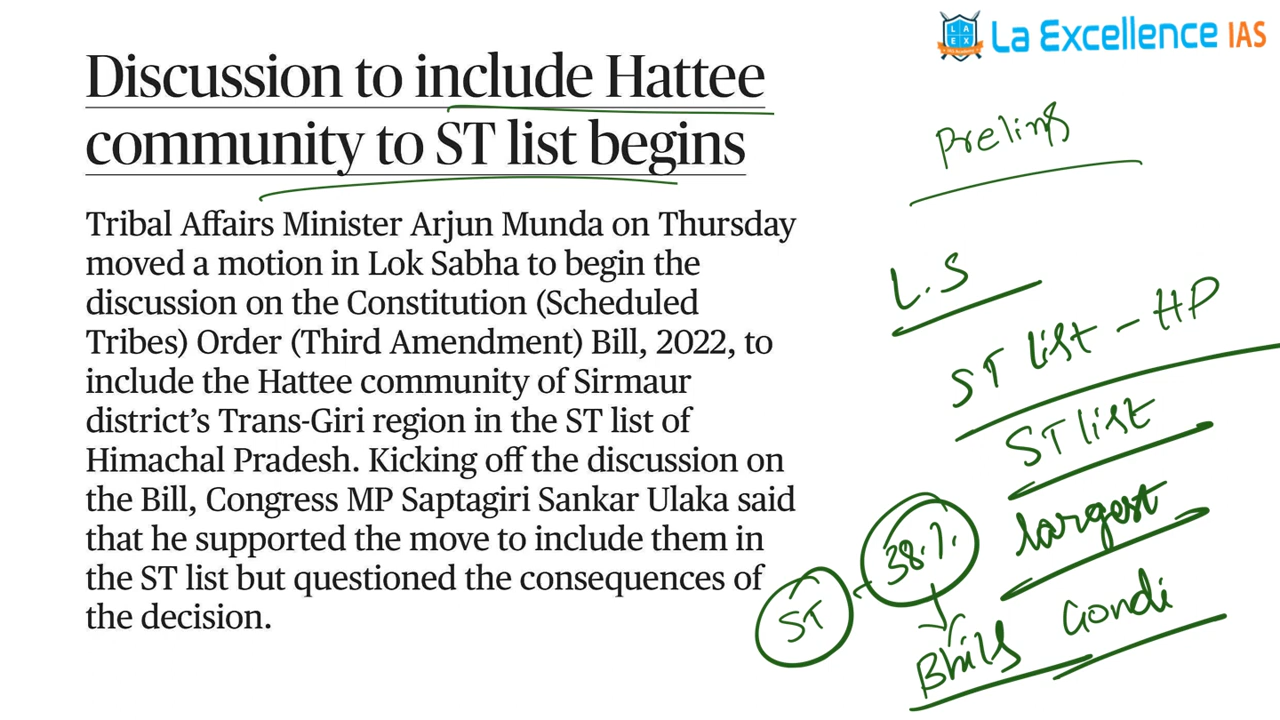 La Excellence IAS
Discussion to include Hattee
community to ST list begins
Tribal Affairs Minister Arjun Munda on Thursday
moved a motion in Lok Sabha to begin the
discussion on the Constitution (Scheduled
Tribes) Order (Third Amendment) Bill, 2022, to
include the Hattee community of Sirmaur
district’s Trans-Giri region in the ST list of
Himachal Pradesh. Kicking off the discussion on
the Bill, Congress MP Saptagiri Sankar Ulaka said
that he supported the move to include them in
the ST list but questioned the consequences of
the decision.
Prelims
L.S
ST list - HP
ST list
largest
38%
ST
Bhils Gondi